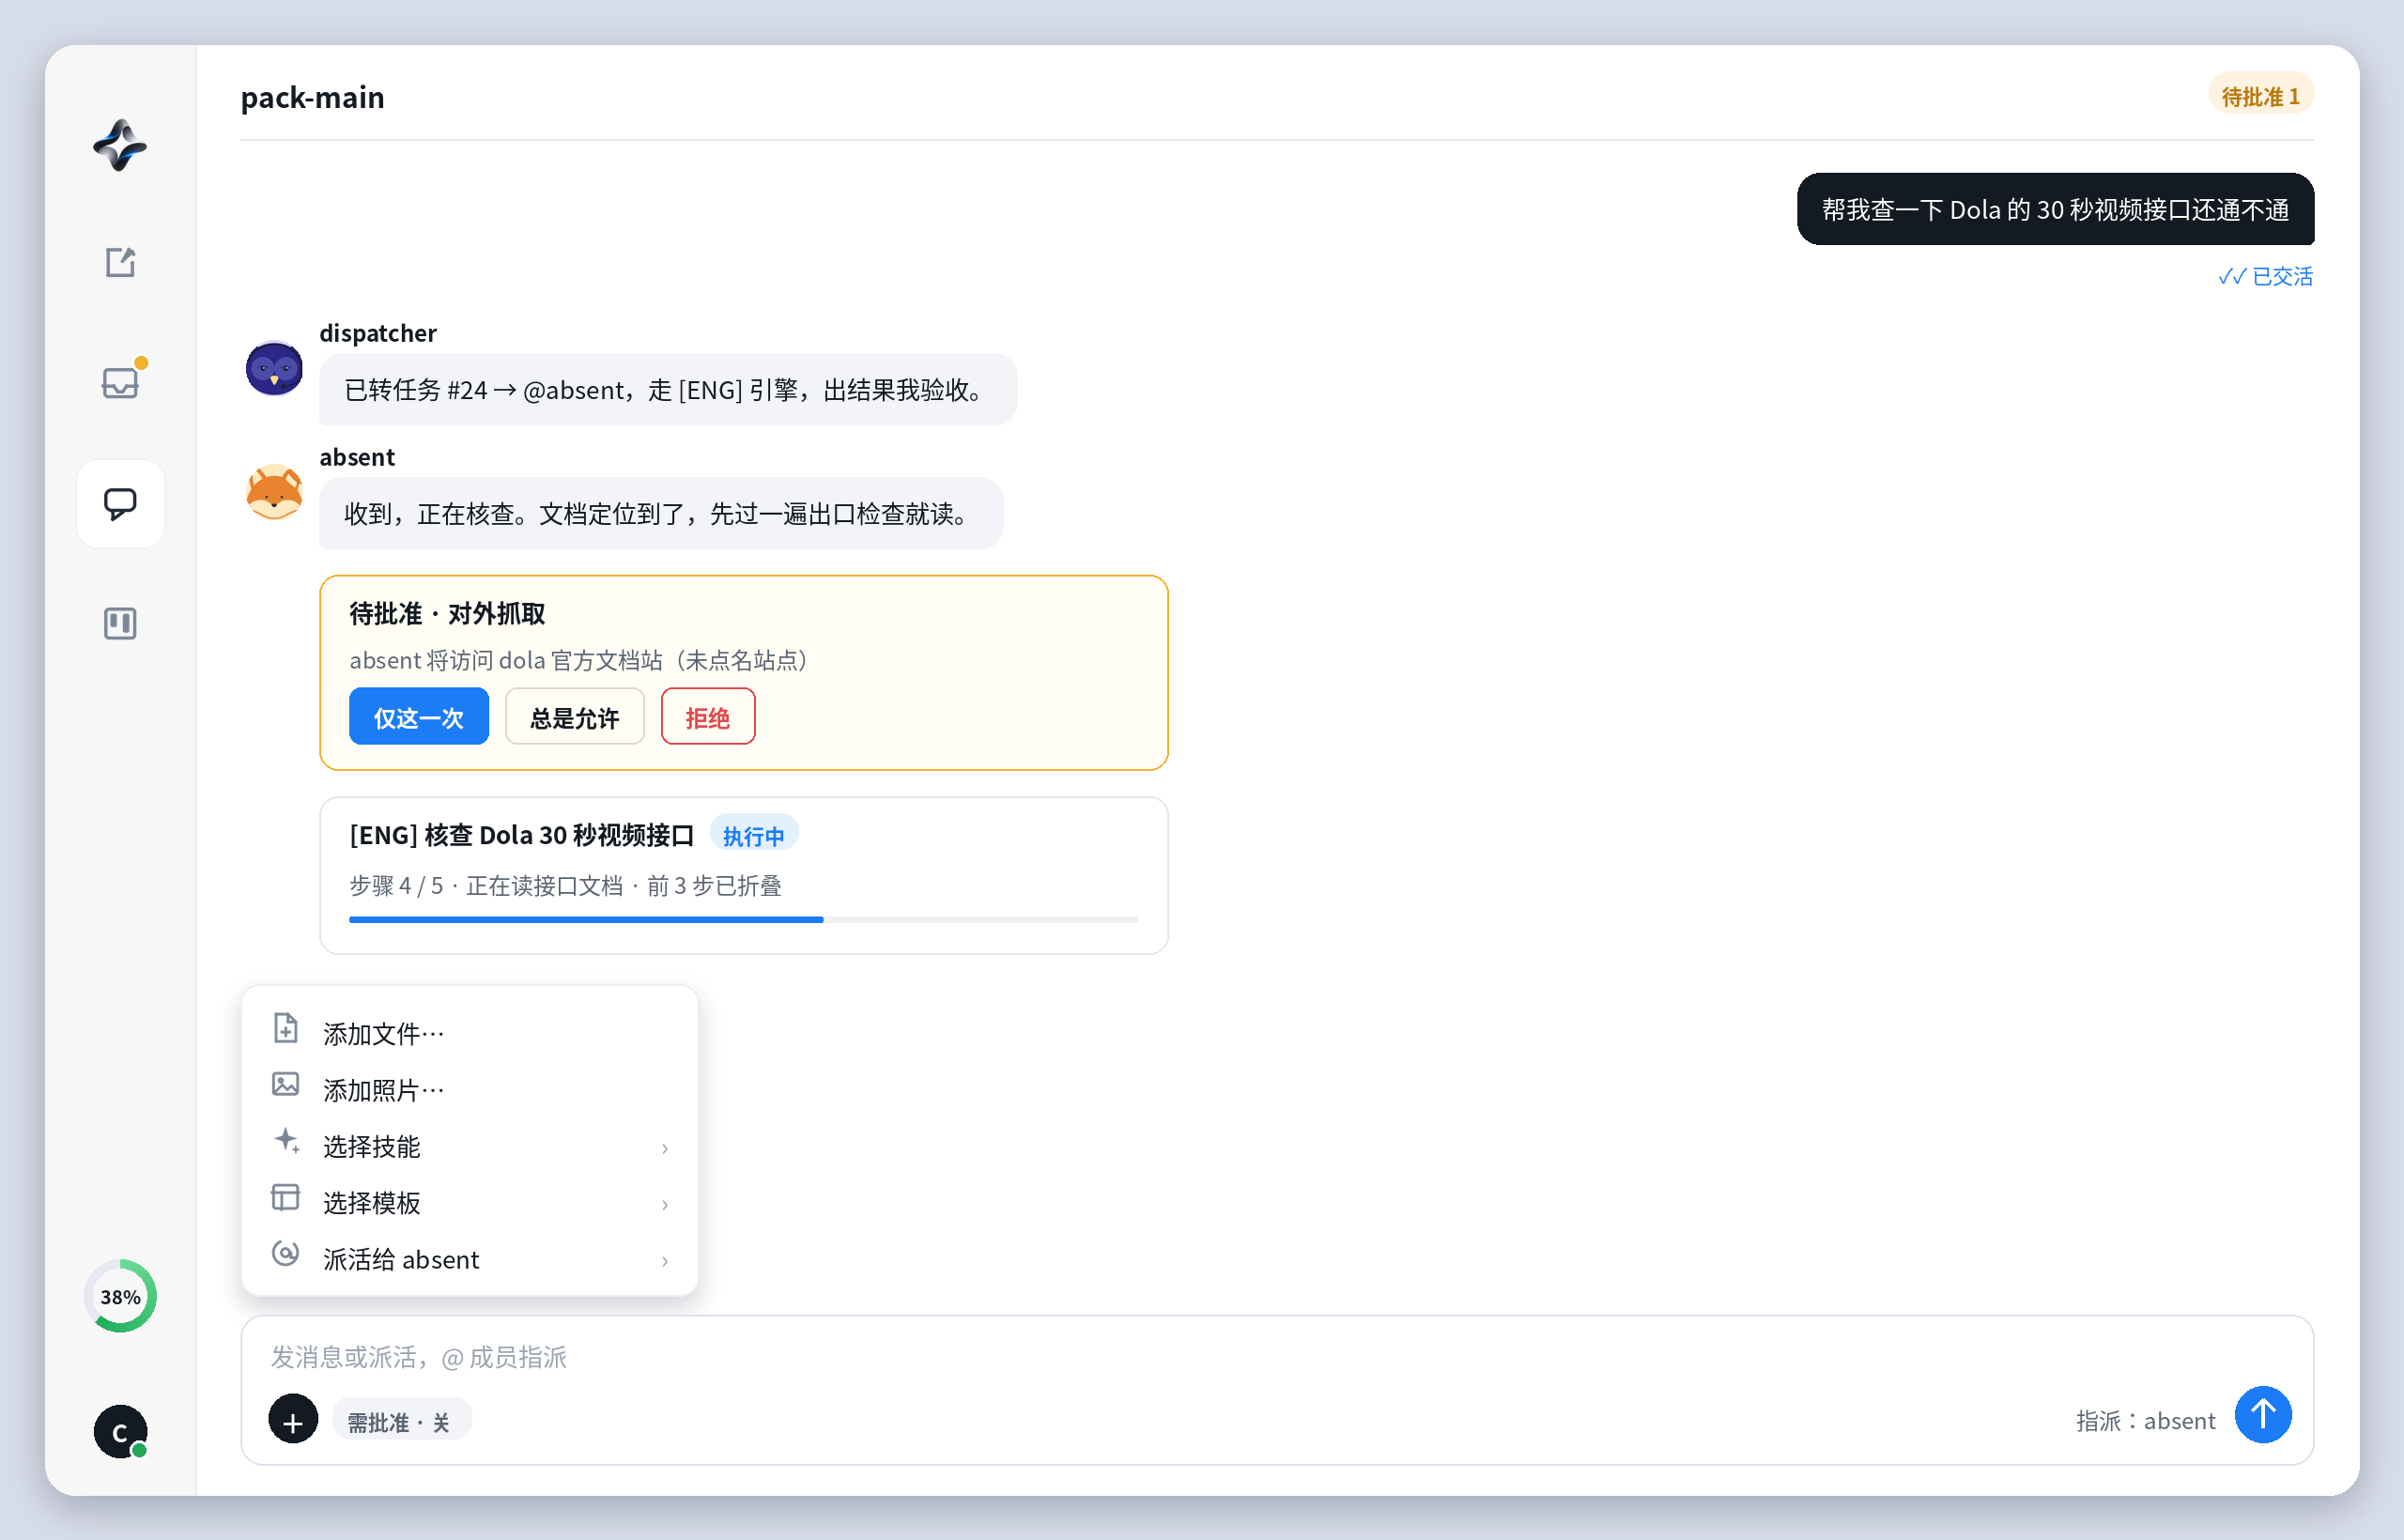 pack-main
待批准 1
帮我查一下 Dola 的 30 秒视频接口还通不通
✓✓ 已交活
dispatcher
已转任务 #24 → @absent，走 [ENG] 引擎，出结果我验收。
absent
收到，正在核查。文档定位到了，先过一遍出口检查就读。
待批准 · 对外抓取
absent 将访问 dola 官方文档站（未点名站点）
仅这一次
总是允许
拒绝
[ENG] 核查 Dola 30 秒视频接口
执行中
步骤 4 / 5 · 正在读接口文档 · 前 3 步已折叠
添加文件…
添加照片…
选择技能 ›
选择模板 ›
派活给 absent ›
38%
发消息或派活，@ 成员指派
需批准 · 关
指派：absent
C